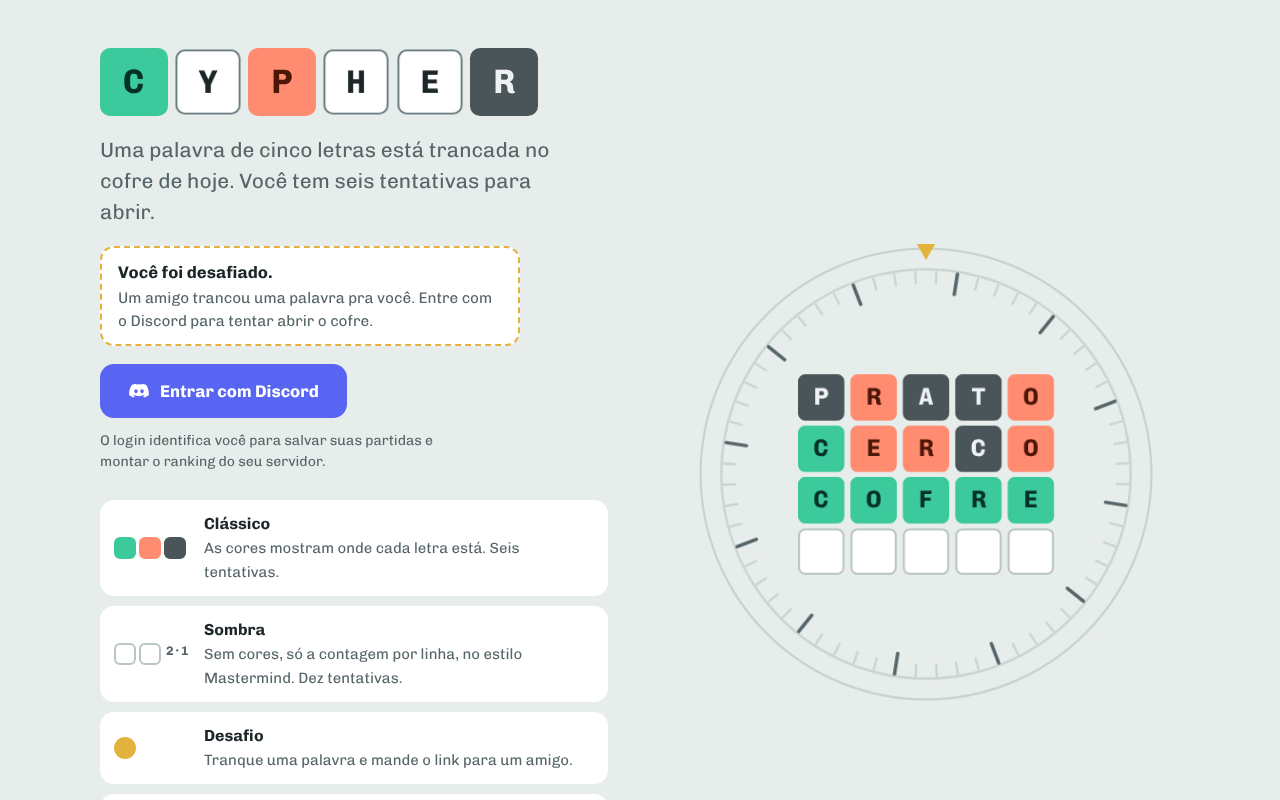 CYPHER
Uma palavra de cinco letras está trancada no
cofre de hoje. Você tem seis tentativas para
abrir.
Você foi desafiado.
Um amigo trancou uma palavra pra você. Entre com
o Discord para tentar abrir o cofre.
Entrar com Discord
O login identifica você para salvar suas partidas e
montar o ranking do seu servidor.
Clássico
As cores mostram onde cada letra está. Seis
tentativas.
2·1
Sombra
Sem cores, só a contagem por linha, no estilo
Mastermind. Dez tentativas.
Desafio
Tranque uma palavra e mande o link para um amigo.
PRATO
CERCO
COFRE